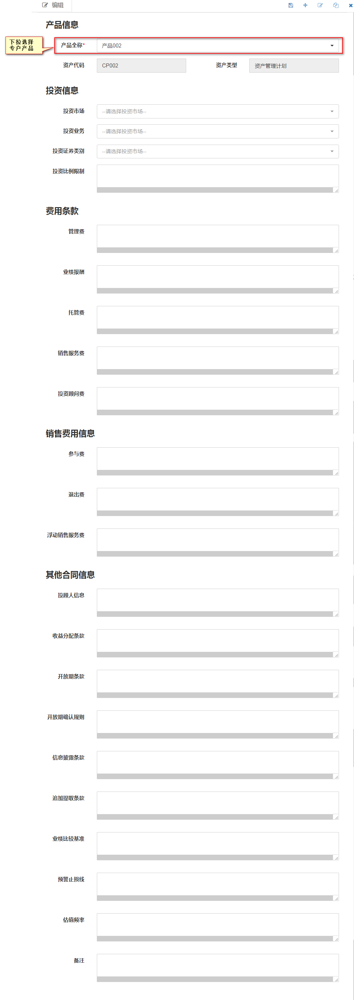 编辑
产品信息
下拉选择
专户产品
产品全称* 产品002
资产代码 CP002 资产类型 资产管理计划
投资信息
投资市场 --请选择投资市场--
投资业务 --请选择投资市场--
投资证券类别 --请选择投资市场--
投资比例限制
费用条款
管理费
业绩报酬
托管费
销售服务费
投资顾问费
销售费用信息
参与费
退出费
浮动销售服务费
其他合同信息
投顾人信息
收益分配条款
开放期条款
开放期确认规则
信息披露条款
追加提取条款
业绩比较基准
预警止损线
估值频率
备注